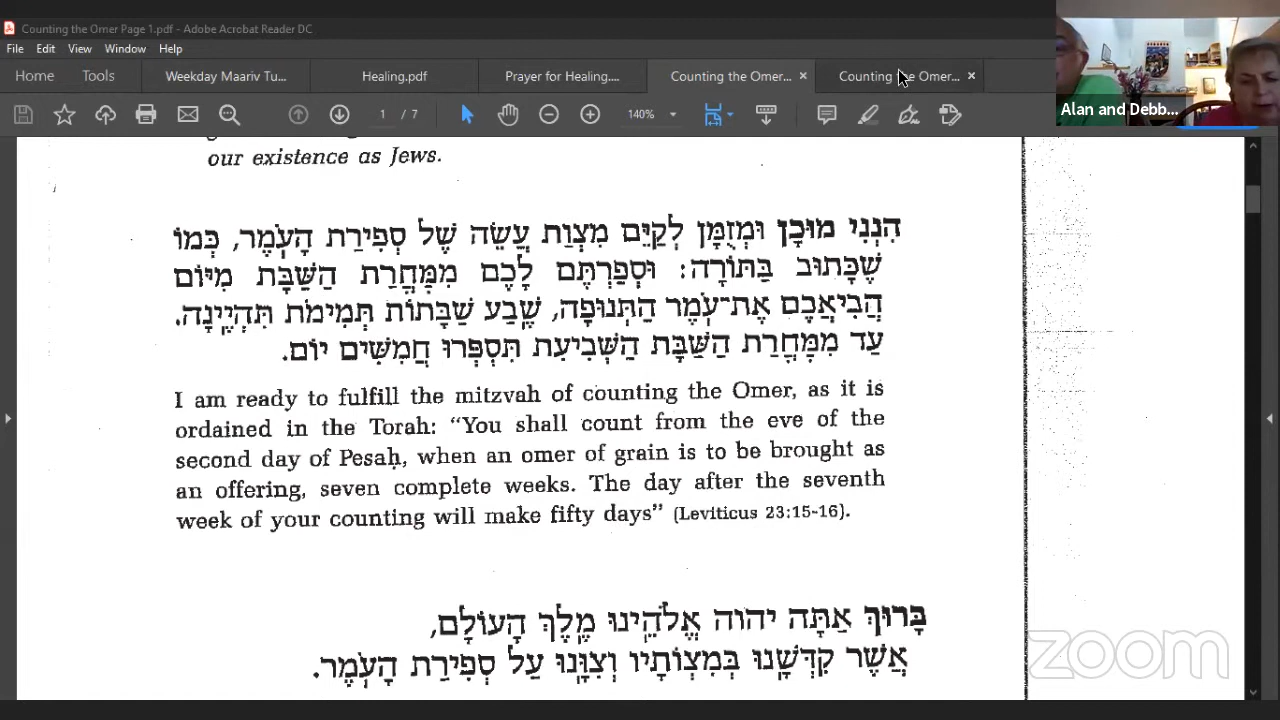 Counting the Omer Page 1.pdf - Adobe Acrobat Reader DC
File Edit View Window Help
Home Tools Weekday Maariv Tu... Healing.pdf Prayer for Healing.... Counting the Omer... × Counting the Omer... ×
1 / 7 140%
Alan and Debb...
our existence as Jews.
הִנְנִי מוּכָן וּמְזֻמָּן לְקַיֵּם מִצְוַת עֲשֵׂה שֶׁל סְפִירַת הָעֹֽמֶר, כְּמוֹ
שֶׁכָּתוּב בַּתּוֹרָה: וּסְפַרְתֶּם לָכֶם מִמָּחֳרַת הַשַּׁבָּת מִיּוֹם
הֲבִיאֲכֶם אֶת־עֹֽמֶר הַתְּנוּפָה, שֶֽׁבַע שַׁבָּתוֹת תְּמִימֹת תִּהְיֶֽינָה.
עַד מִמָּחֳרַת הַשַּׁבָּת הַשְּׁבִיעִת תִּסְפְּרוּ חֲמִשִּׁים יוֹם.
I am ready to fulfill the mitzvah of counting the Omer, as it is
ordained in the Torah: “You shall count from the eve of the
second day of Pesaḥ, when an omer of grain is to be brought as
an offering, seven complete weeks. The day after the seventh
week of your counting will make fifty days” (Leviticus 23:15-16).
בָּרוּךְ אַתָּה יהוה אֱלֹהֵֽינוּ מֶֽלֶךְ הָעוֹלָם,
אֲשֶׁר קִדְּשָֽׁנוּ בְּמִצְוֹתָיו וְצִוָּֽנוּ עַל סְפִירַת הָעֹֽמֶר.
zoom